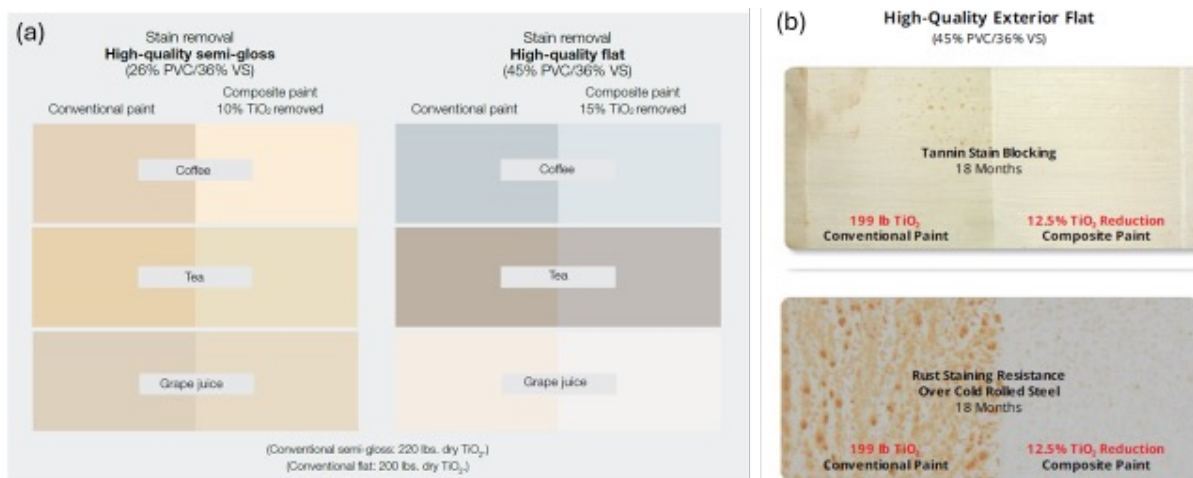 (a)
Stain removal
High-quality semi-gloss
(26% PVC/36% VS)
Conventional paint
Composite paint
10% TiO₂ removed
Coffee
Tea
Grape juice
Stain removal
High-quality flat
(45% PVC/36% VS)
Conventional paint
Composite paint
15% TiO₂ removed
Coffee
Tea
Grape juice
(Conventional semi-gloss: 220 lbs. dry TiO₂.)
(Conventional flat: 200 lbs. dry TiO₂.)
(b)
High-Quality Exterior Flat
(45% PVC/36% VS)
Tannin Stain Blocking
18 Months
199 lb TiO₂
Conventional Paint
12.5% TiO₂ Reduction
Composite Paint
Rust Staining Resistance
Over Cold Rolled Steel
18 Months
199 lb TiO₂
Conventional Paint
12.5% TiO₂ Reduction
Composite Paint